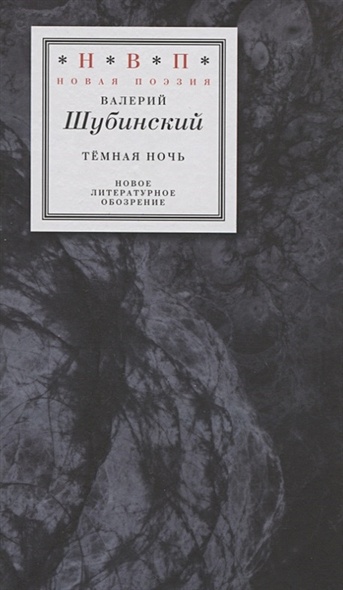 * Н * В * П *
НОВАЯ ПОЭЗИЯ
ВАЛЕРИЙ
Шубинский
ТЁМНАЯ НОЧЬ
НОВОЕ
ЛИТЕРАТУРНОЕ
ОБОЗРЕНИЕ